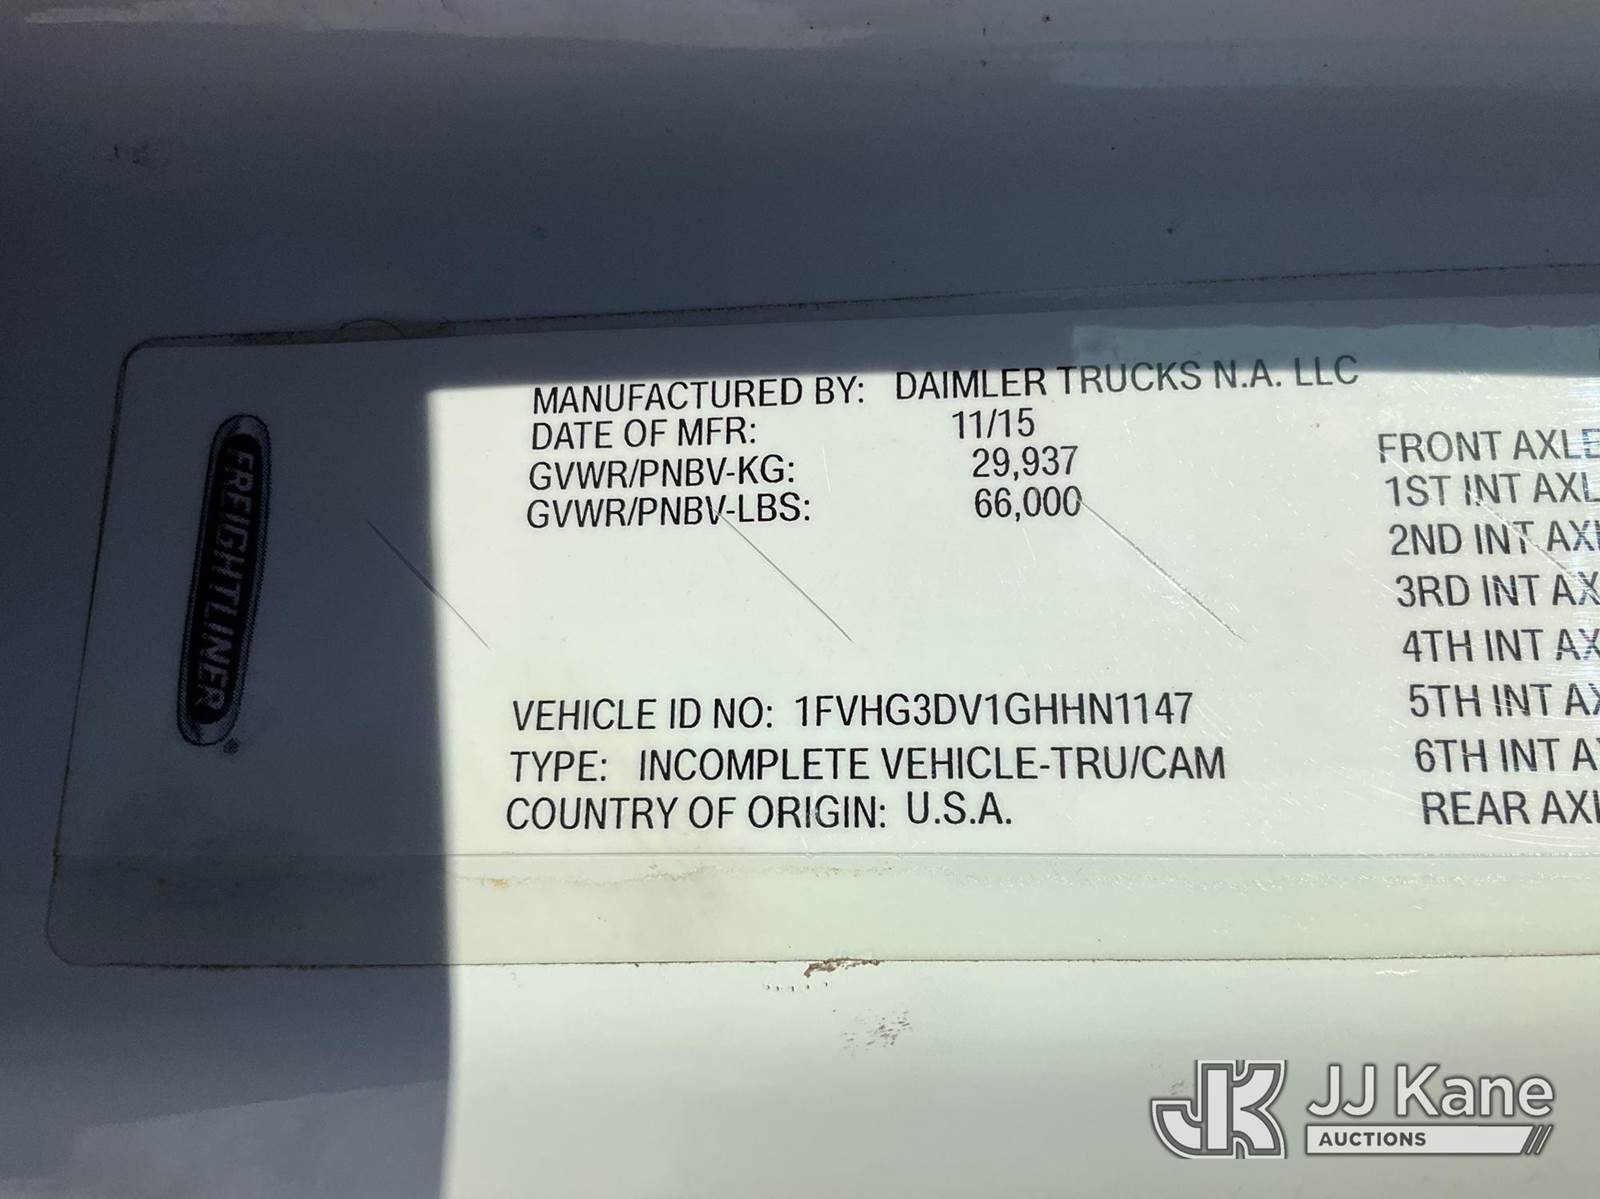 MANUFACTURED BY: DAIMLER TRUCKS N.A. LLC
DATE OF MFR: 11/15
GVWR/PNBV-KG: 29,937
GVWR/PNBV-LBS: 66,000
VEHICLE ID NO: 1FVHG3DV1GHHN1147
TYPE: INCOMPLETE VEHICLE-TRU/CAM
COUNTRY OF ORIGIN: U.S.A.
FRONT AXLE
1ST INT AXL
2ND INT AX
3RD INT AX
4TH INT AX
5TH INT AX
6TH INT A
REAR AXL
FREIGHTLINER
JK JJ Kane
AUCTIONS